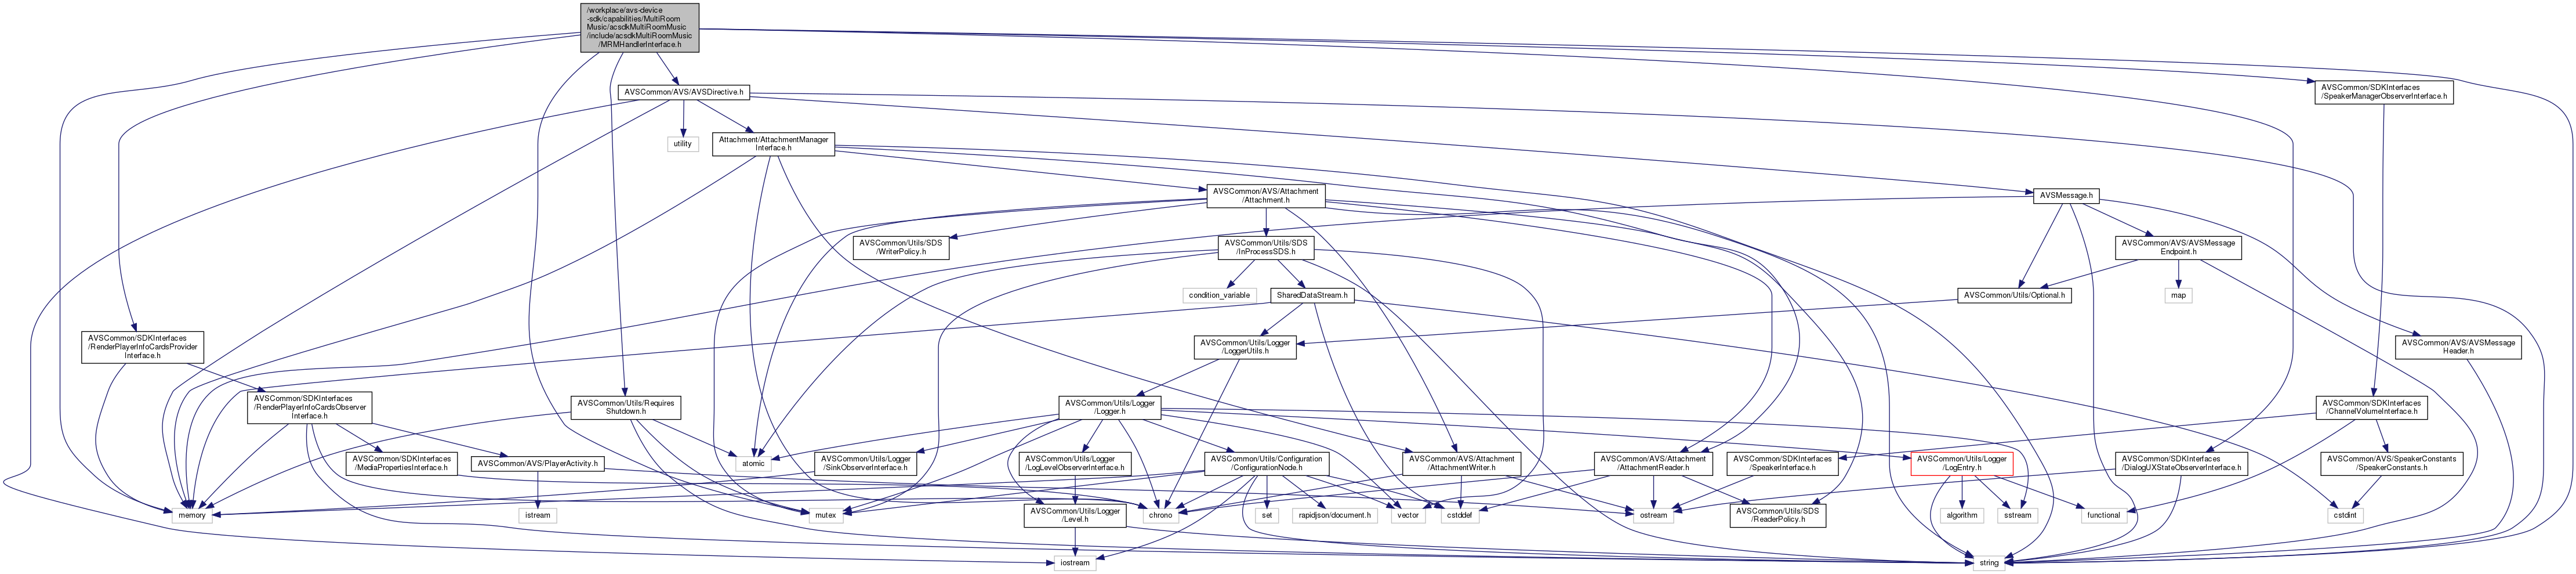 /workplace/avs-device
-sdk/capabilities/MultiRoom
Music/acsdkMultiRoomMusic
/include/acsdkMultiRoomMusic
/MRMHandlerInterface.h
AVSCommon/AVS/AVSDirective.h
AVSCommon/SDKInterfaces
/SpeakerManagerObserverInterface.h
utility
Attachment/AttachmentManager
Interface.h
AVSCommon/AVS/Attachment
/Attachment.h
AVSMessage.h
AVSCommon/Utils/SDS
/WriterPolicy.h
AVSCommon/Utils/SDS
/InProcessSDS.h
AVSCommon/AVS/AVSMessage
Endpoint.h
condition_variable
SharedDataStream.h
AVSCommon/Utils/Optional.h
map
AVSCommon/SDKInterfaces
/RenderPlayerInfoCardsProvider
Interface.h
AVSCommon/Utils/Logger
/LoggerUtils.h
AVSCommon/AVS/AVSMessage
Header.h
AVSCommon/SDKInterfaces
/RenderPlayerInfoCardsObserver
Interface.h
AVSCommon/Utils/Requires
Shutdown.h
AVSCommon/Utils/Logger
/Logger.h
AVSCommon/SDKInterfaces
/ChannelVolumeInterface.h
AVSCommon/SDKInterfaces
/MediaPropertiesInterface.h
AVSCommon/AVS/PlayerActivity.h
atomic
AVSCommon/Utils/Logger
/SinkObserverInterface.h
AVSCommon/Utils/Logger
/LogLevelObserverInterface.h
AVSCommon/Utils/Configuration
/ConfigurationNode.h
AVSCommon/AVS/Attachment
/AttachmentWriter.h
AVSCommon/AVS/Attachment
/AttachmentReader.h
AVSCommon/SDKInterfaces
/SpeakerInterface.h
AVSCommon/Utils/Logger
/LogEntry.h
AVSCommon/SDKInterfaces
/DialogUXStateObserverInterface.h
AVSCommon/AVS/SpeakerConstants
/SpeakerConstants.h
memory
istream
mutex
AVSCommon/Utils/Logger
/Level.h
chrono
set
rapidjson/document.h
vector
cstddef
ostream
AVSCommon/Utils/SDS
/ReaderPolicy.h
algorithm
sstream
functional
cstdint
iostream
string